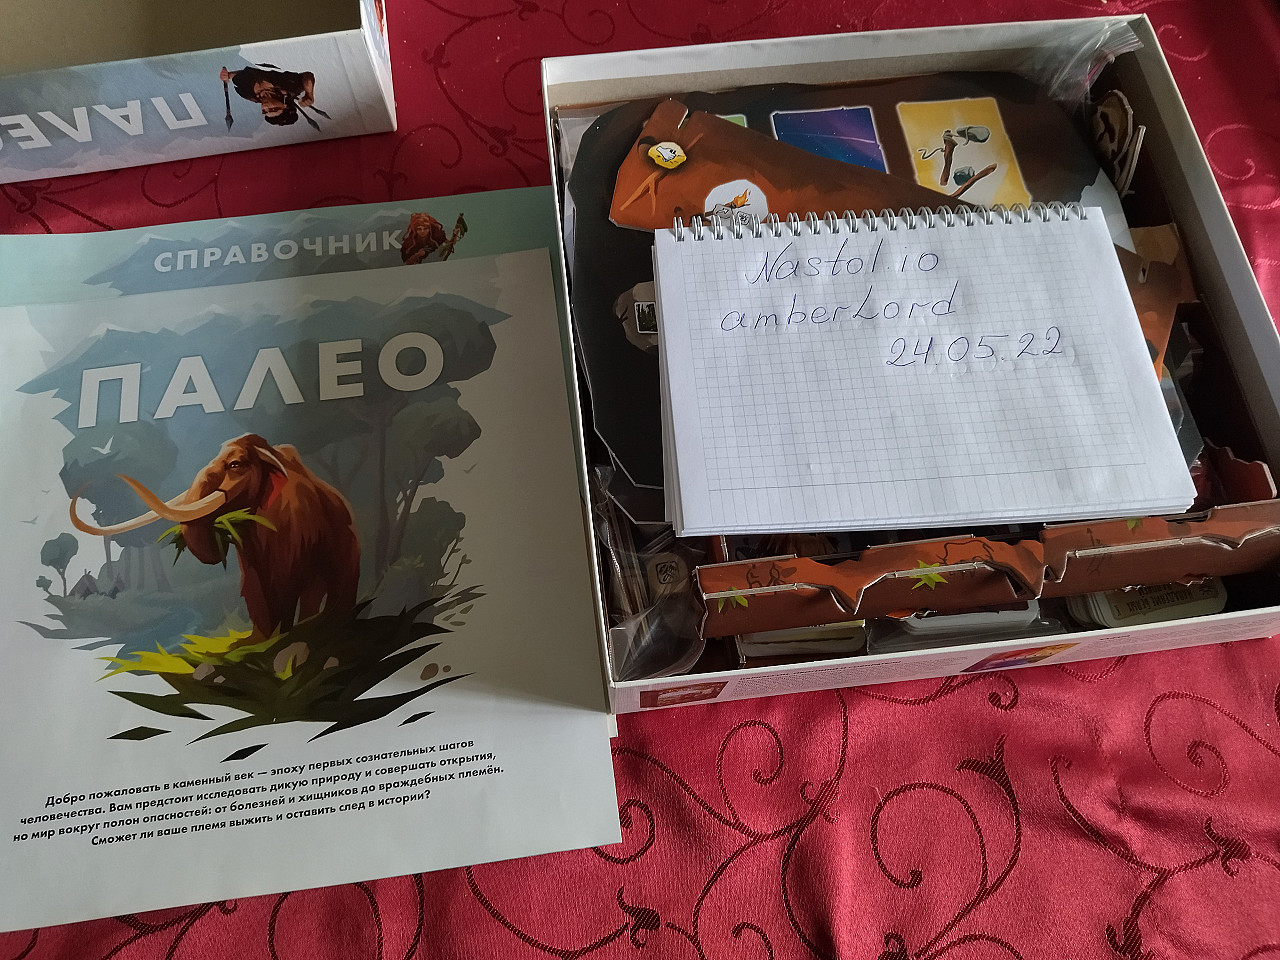 ПАЛЕО
СПРАВОЧНИК
ПАЛЕО
Добро пожаловать в каменный век — эпоху первых сознательных шагов
человечества. Вам предстоит исследовать дикую природу и совершать открытия,
но мир вокруг полон опасностей: от болезней и хищников до враждебных племён.
Сможет ли ваше племя выжить и оставить след в истории?
Nastol.io
amberLord
24.05.22